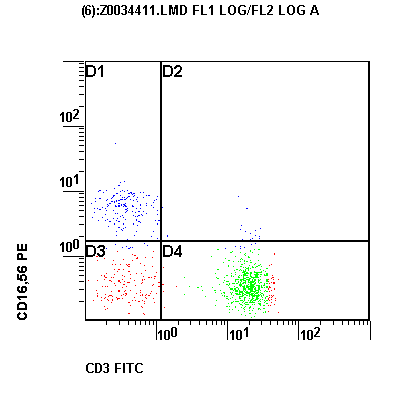 (6):Z0034411.LMD FL1 LOG/FL2 LOG A
D1 D2
10²
10¹
10⁰
D3 D4
CD16,56 PE
10⁰ 10¹ 10²
CD3 FITC